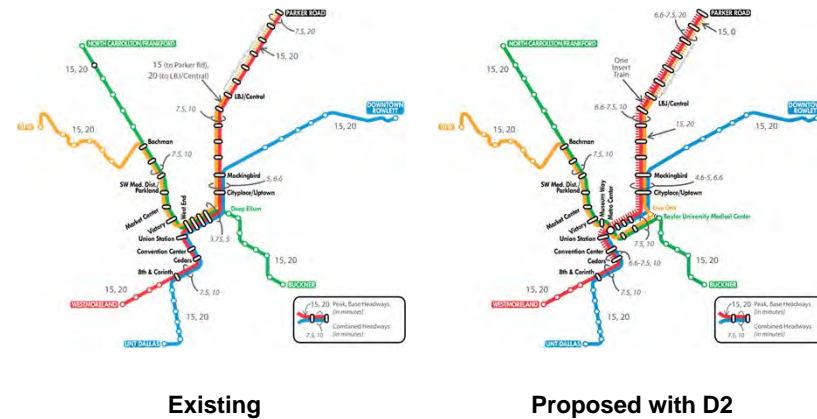 PARKER ROAD
7.5, 20
NORTH CARROLLTON/FRANKFORD
15, 20
15, 20
15 (to Parker Rd),
20 (to LBJ/Central)
LBJ/Central
7.5, 10
DOWNTOWN
ROWLETT
15, 20
15, 20
Bachman
7.5, 10
SW Med. Dist./
Parkland
Mockingbird
5, 6.6
Cityplace/Uptown
Market Center
West End
Deep Ellum
Victory
Union Station
3.75, 5
Convention Center
Cedars
15, 20
8th & Corinth
7.5, 10
BUCKNER
15, 20
WESTMORELAND
15, 20
UNT DALLAS
15, 20 Peak, Base Headways
(in minutes)
Combined Headways
7.5, 10 (in minutes)
Existing
PARKER ROAD
6.6-7.5, 20
15, 0
NORTH CARROLLTON/FRANKFORD
One
Insert
Train
15, 20
LBJ/Central
6.6-7.5, 10
DOWNTOWN
ROWLETT
15, 20
15, 20
15, 20
Bachman
7.5, 10
SW Med. Dist./
Parkland
Mockingbird
4.6-5, 6.6
Cityplace/Uptown
Museum Way
Metro Center
Market Center
Live Oak
Victory
Baylor University Medical Center
Union Station
7.5, 10
Convention Center
Cedars
6.6-7.5, 10
15, 20
8th & Corinth
7.5, 10
BUCKNER
15, 20
WESTMORELAND
15, 20
UNT DALLAS
15, 20 Peak, Base Headways
(in minutes)
Combined Headways
7.5, 10 (in minutes)
Proposed with D2